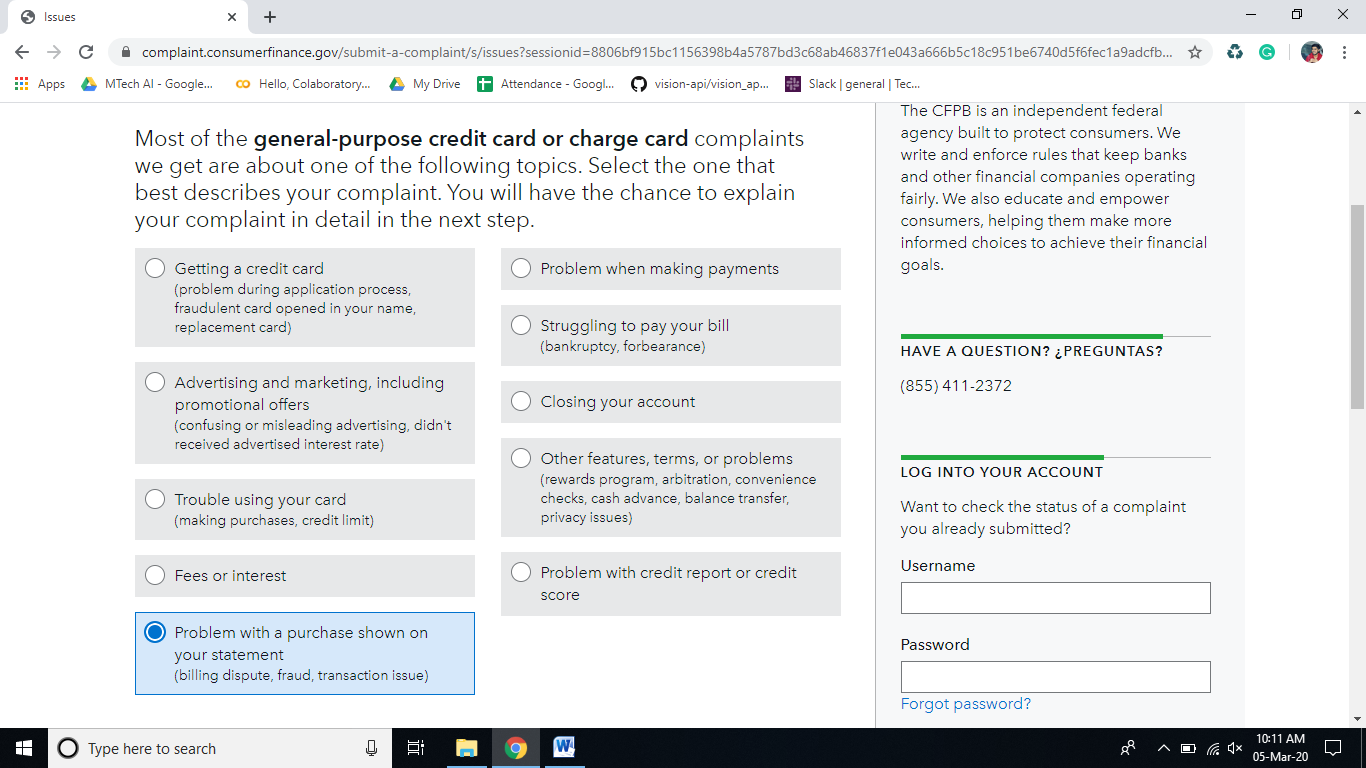 Issues
complaint.consumerfinance.gov/submit-a-complaint/s/issues?sessionid=8806bf915bc1156398b4a5787bd3c68ab46837f1e043a666b5c18c951be6740d5f6fec1a9adcfb...
Apps
MTech AI - Google...
Hello, Colaboratory...
My Drive
Attendance - Googl...
vision-api/vision_ap...
Slack | general | Tec...
Most of the general-purpose credit card or charge card complaints
we get are about one of the following topics. Select the one that
best describes your complaint. You will have the chance to explain
your complaint in detail in the next step.
Getting a credit card
(problem during application process,
fraudulent card opened in your name,
replacement card)
Advertising and marketing, including
promotional offers
(confusing or misleading advertising, didn't
received advertised interest rate)
Trouble using your card
(making purchases, credit limit)
Fees or interest
Problem with a purchase shown on
your statement
(billing dispute, fraud, transaction issue)
Problem when making payments
Struggling to pay your bill
(bankruptcy, forbearance)
Closing your account
Other features, terms, or problems
(rewards program, arbitration, convenience
checks, cash advance, balance transfer,
privacy issues)
Problem with credit report or credit
score
The CFPB is an independent federal
agency built to protect consumers. We
write and enforce rules that keep banks
and other financial companies operating
fairly. We also educate and empower
consumers, helping them make more
informed choices to achieve their financial
goals.
HAVE A QUESTION? ¿PREGUNTAS?
(855) 411-2372
LOG INTO YOUR ACCOUNT
Want to check the status of a complaint
you already submitted?
Username
Password
Forgot password?
Type here to search
10:11 AM
05-Mar-20